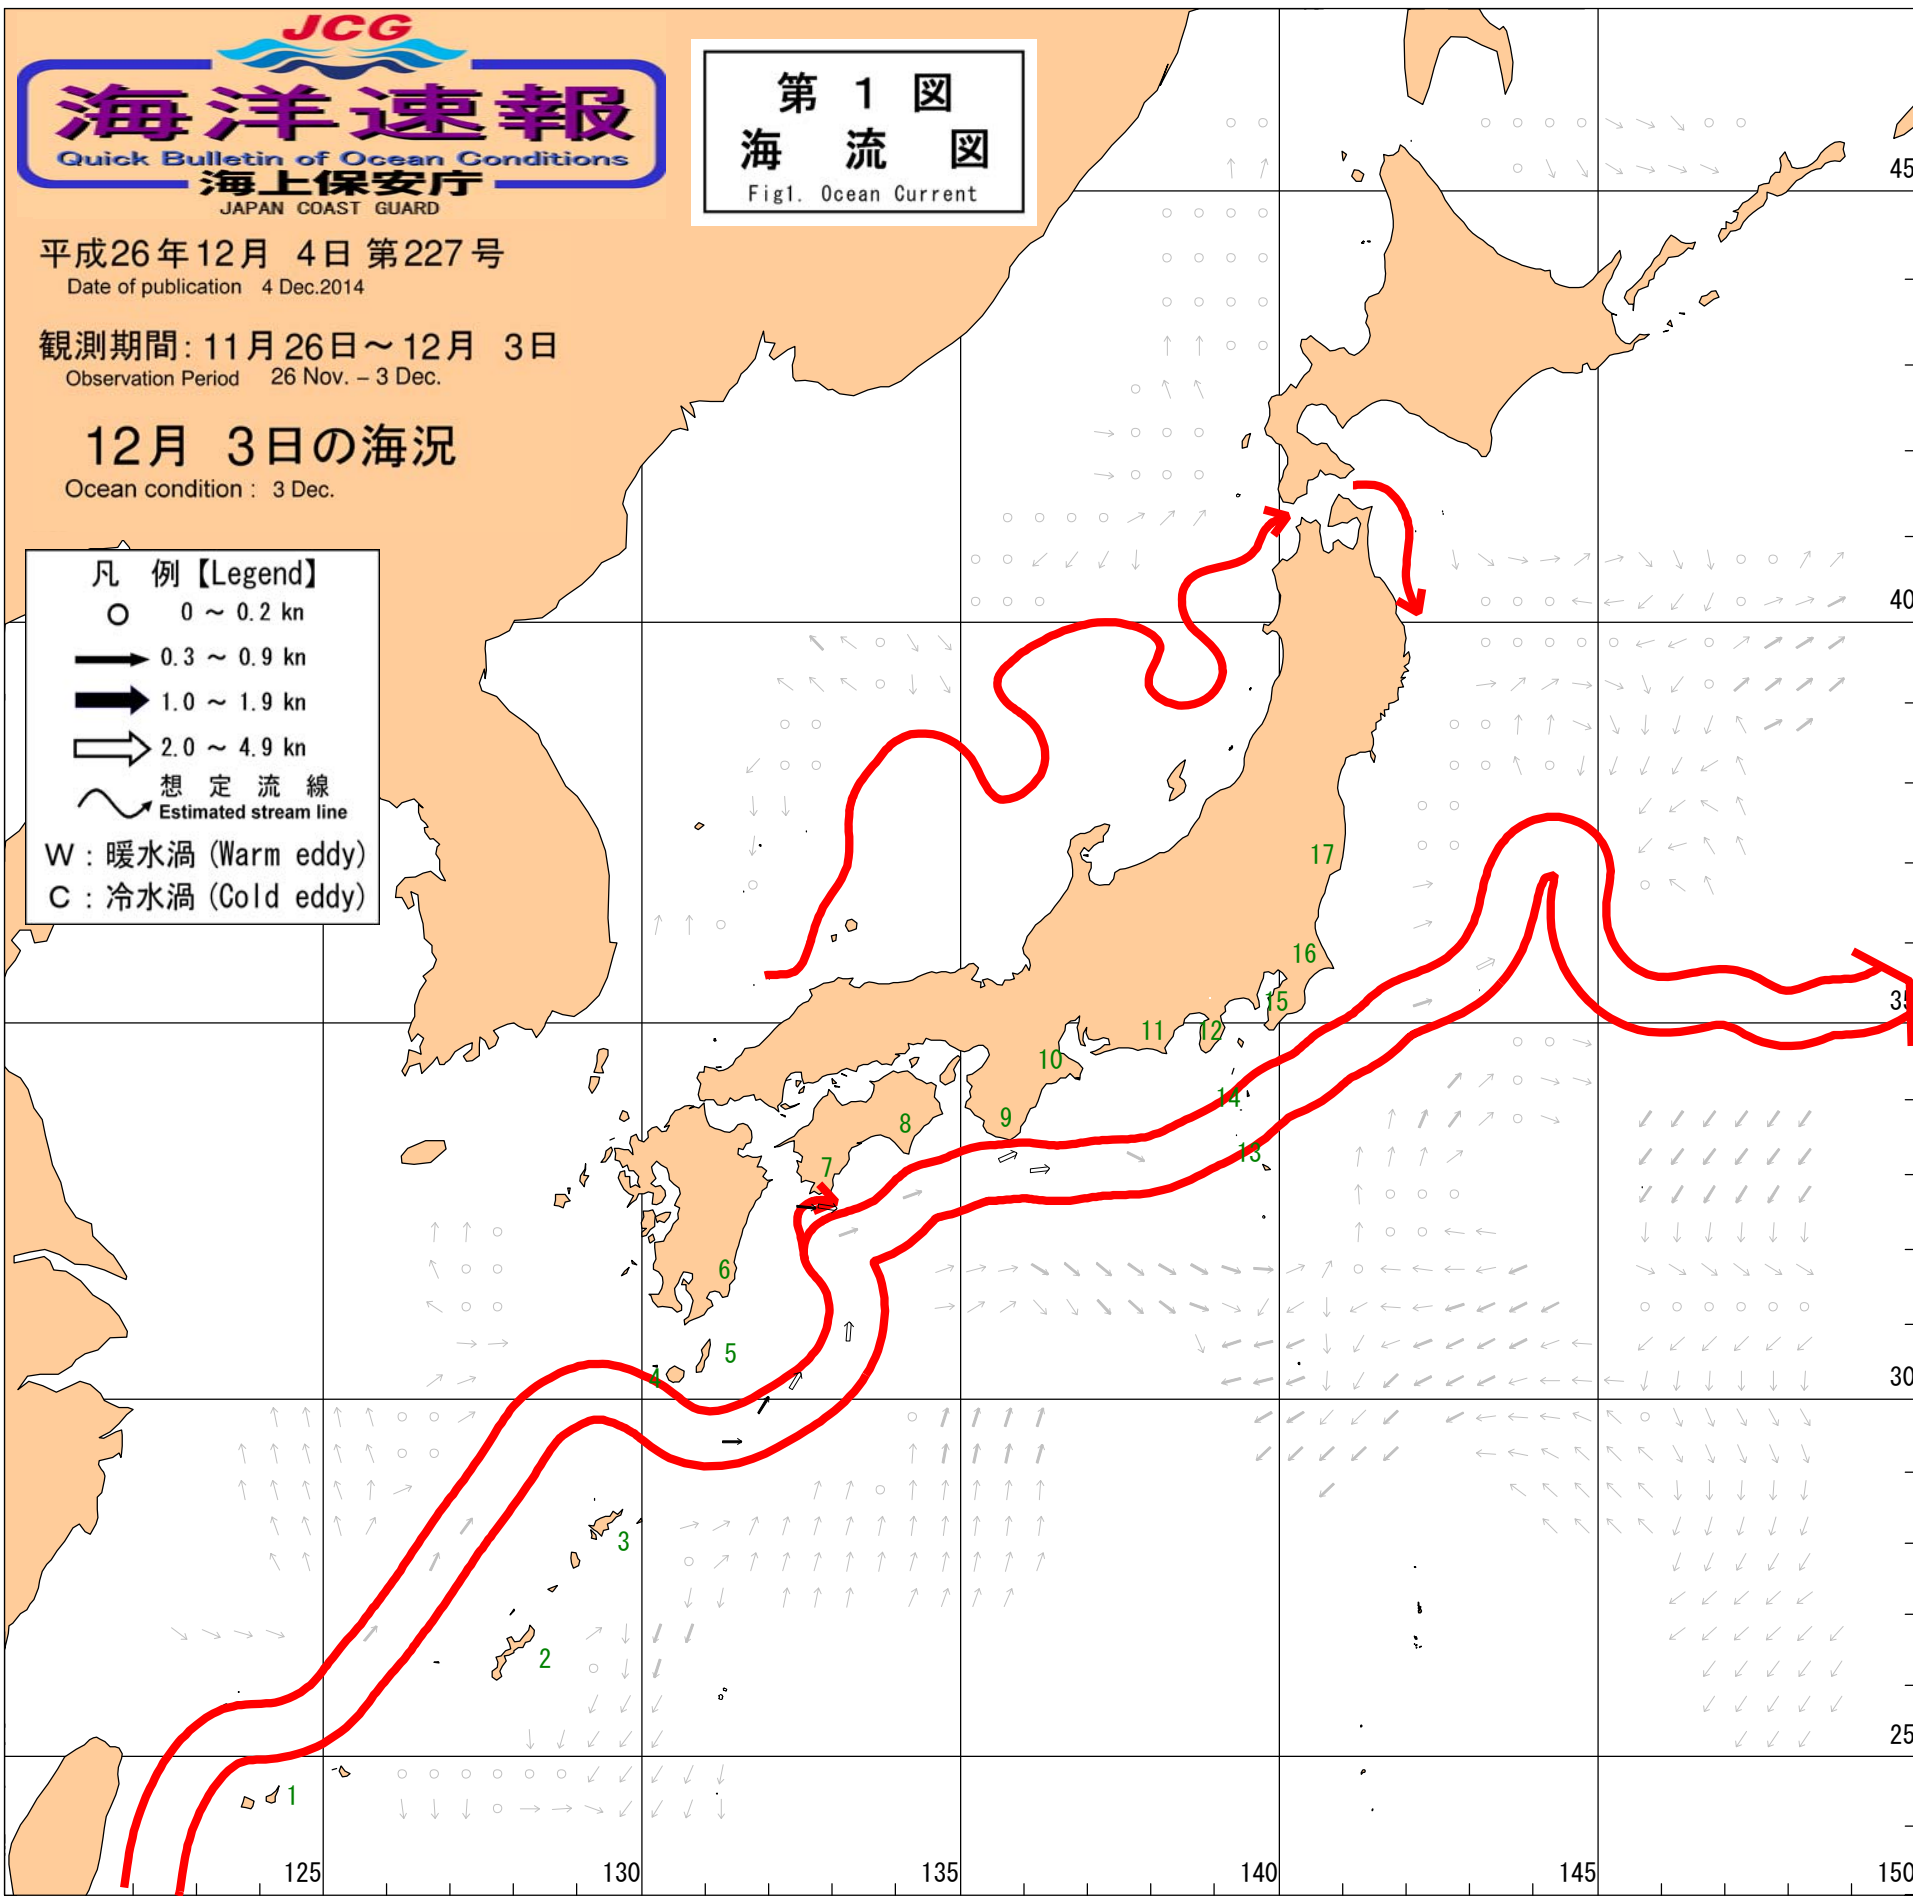 JCG
海洋速報
Quick Bulletin of Ocean Conditions
海上保安庁
JAPAN COAST GUARD
第 1 図
海 流 図
Fig1. Ocean Current
平成26年12月 4日 第227号
Date of publication 4 Dec.2014
観測期間: 11月26日～12月 3日
Observation Period 26 Nov. – 3 Dec.
12月 3日の海況
Ocean condition : 3 Dec.
凡 例【Legend】
0 ～ 0.2 kn
0.3 ～ 0.9 kn
1.0 ～ 1.9 kn
2.0 ～ 4.9 kn
想 定 流 線
Estimated stream line
W : 暖水渦 (Warm eddy)
C : 冷水渦 (Cold eddy)
45
40
17
16
15
35
11
12
10
14
9
8
13
7
6
5
4
30
3
2
25
1
125
130
135
140
145
150